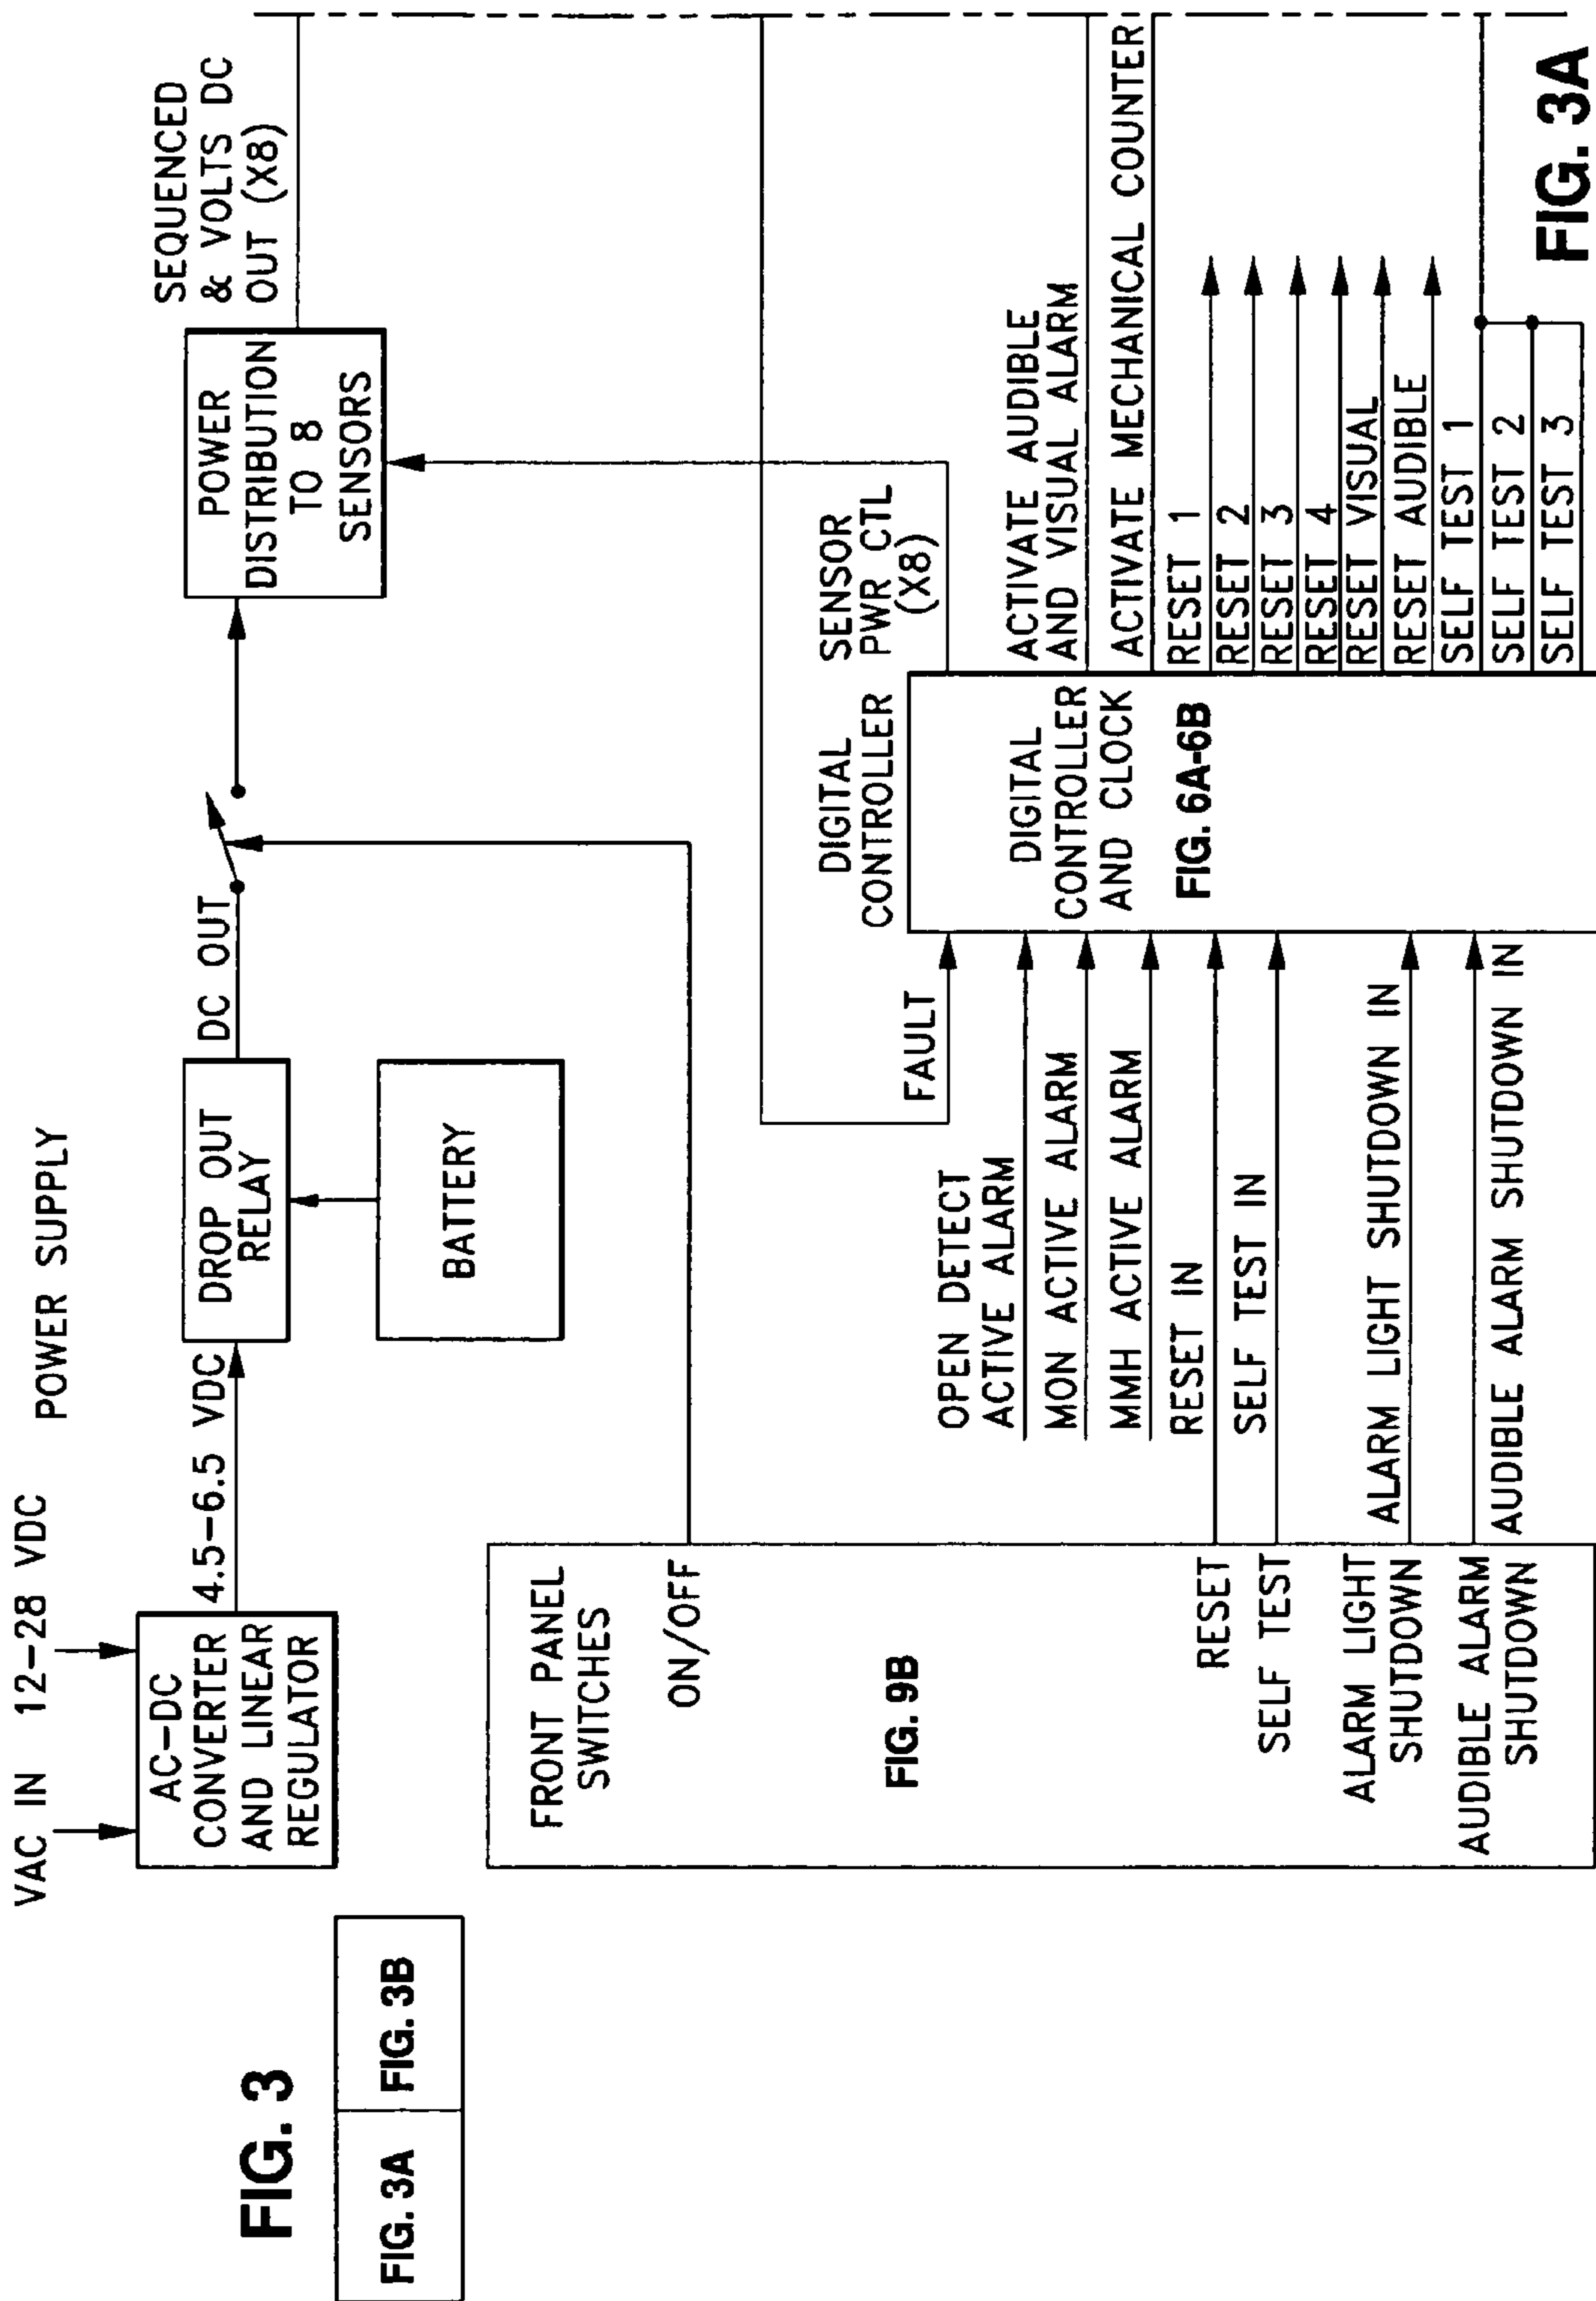 FIG. 3
FIG. 3A
FIG. 3B
VAC IN
12-28 VDC
POWER SUPPLY
AC-DC
CONVERTER
AND LINEAR
REGULATOR
4.5-6.5 VDC
DROP OUT
RELAY
BATTERY
DC OUT
POWER
DISTRIBUTION
TO 8
SENSORS
SEQUENCED
& VOLTS DC
OUT (X8)
FRONT PANEL
SWITCHES
ON/OFF
FIG. 9B
RESET
SELF TEST
ALARM LIGHT
SHUTDOWN
AUDIBLE ALARM
SHUTDOWN
FAULT
OPEN DETECT
ACTIVE ALARM
MON ACTIVE ALARM
MMH ACTIVE ALARM
RESET IN
SELF TEST IN
ALARM LIGHT SHUTDOWN IN
AUDIBLE ALARM SHUTDOWN IN
DIGITAL
CONTROLLER
DIGITAL
CONTROLLER
AND CLOCK
FIG. 6A-6B
SENSOR
PWR CTL
(X8)
ACTIVATE AUDIBLE
AND VISUAL ALARM
ACTIVATE MECHANICAL COUNTER
RESET 1
RESET 2
RESET 3
RESET 4
RESET VISUAL
RESET AUDIBLE
SELF TEST 1
SELF TEST 2
SELF TEST 3
FIG. 3A